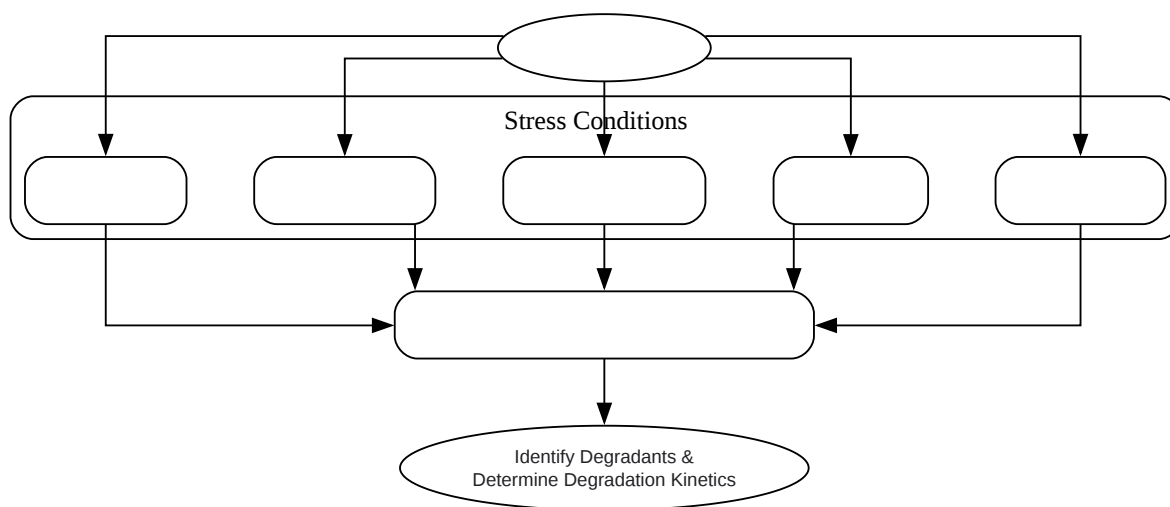 Stress Conditions
Identify Degradants &
Determine Degradation Kinetics